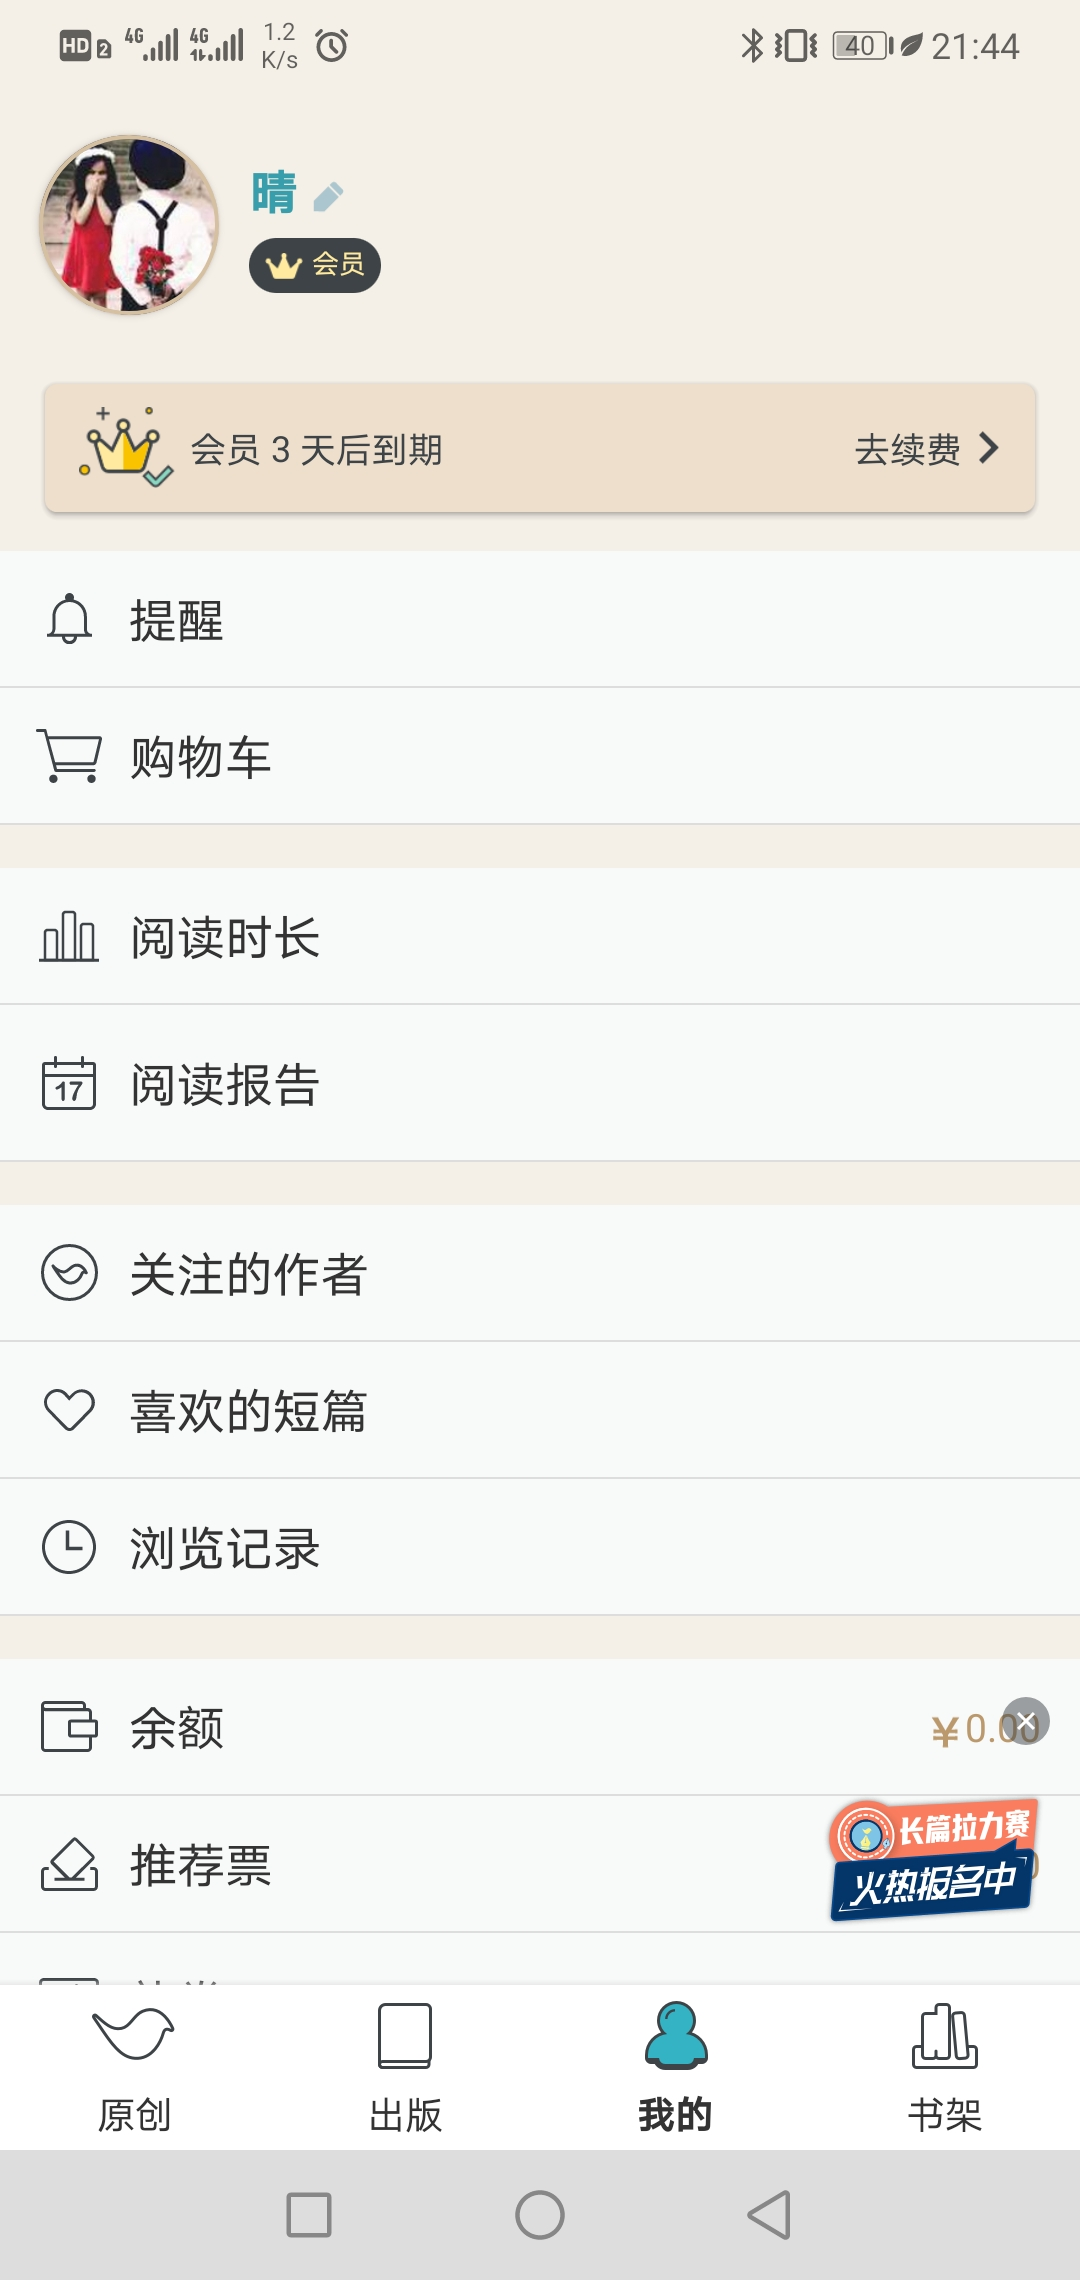 HD 2 4G 4G 1.2 K/s 40 21:44
晴
会员
会员 3 天后到期 去续费
提醒
购物车
阅读时长
17 阅读报告
关注的作者
喜欢的短篇
浏览记录
余额 ¥0.00
推荐票
长篇拉力赛
火热报名中
原创 出版 我的 书架